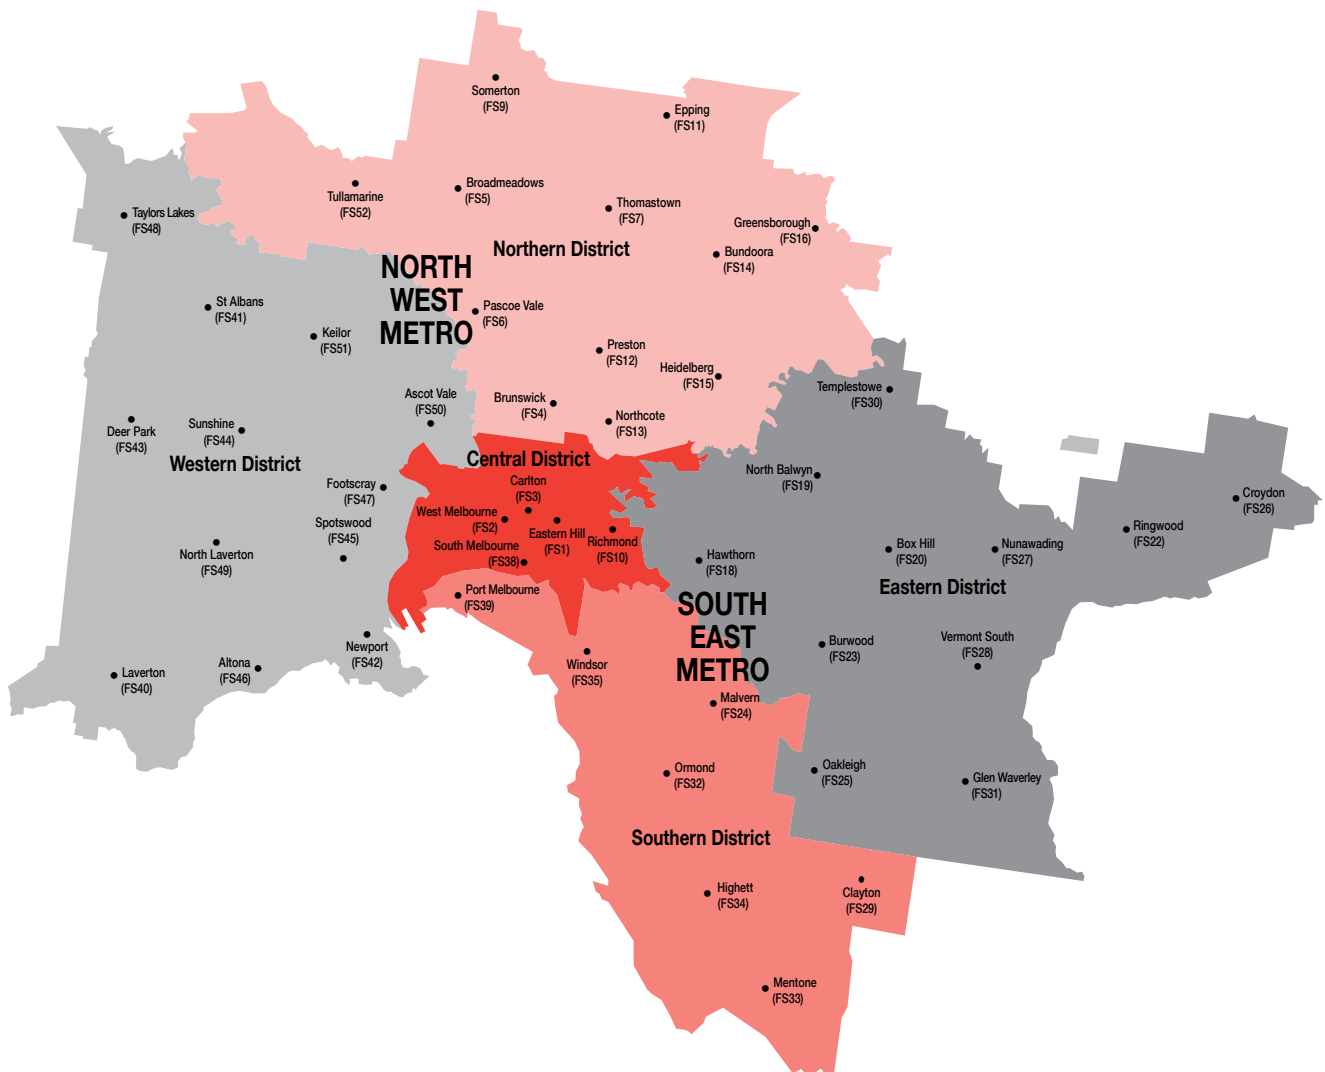 Somerton
(FS9)
Epping
(FS11)
Tullamarine
(FS52)
Broadmeadows
(FS5)
Thomastown
(FS7)
Taylors Lakes
(FS48)
Greensborough
(FS16)
Northern District
Bundoora
(FS14)
NORTH
WEST
METRO
St Albans
(FS41)
Keilor
(FS51)
Pascoe Vale
(FS6)
Preston
(FS12)
Heidelberg
(FS15)
Templestowe
(FS30)
Ascot Vale
(FS50)
Brunswick
(FS4)
Northcote
(FS13)
Deer Park
(FS43)
Sunshine
(FS44)
Western District
Central District
North Balwyn
(FS19)
Footscray
(FS47)
Carlton
(FS3)
Croydon
(FS26)
West Melbourne
(FS2)
Spotswood
(FS45)
Eastern Hill
(FS1)
Richmond
(FS10)
Ringwood
(FS22)
South Melbourne
(FS38)
North Laverton
(FS49)
Hawthorn
(FS18)
Box Hill
(FS20)
Nunawading
(FS27)
Eastern District
Port Melbourne
(FS39)
SOUTH
EAST
METRO
Newport
(FS42)
Burwood
(FS23)
Vermont South
(FS28)
Laverton
(FS40)
Altona
(FS46)
Windsor
(FS35)
Malvern
(FS24)
Ormond
(FS32)
Oakleigh
(FS25)
Glen Waverley
(FS31)
Southern District
Highett
(FS34)
Clayton
(FS29)
Mentone
(FS33)